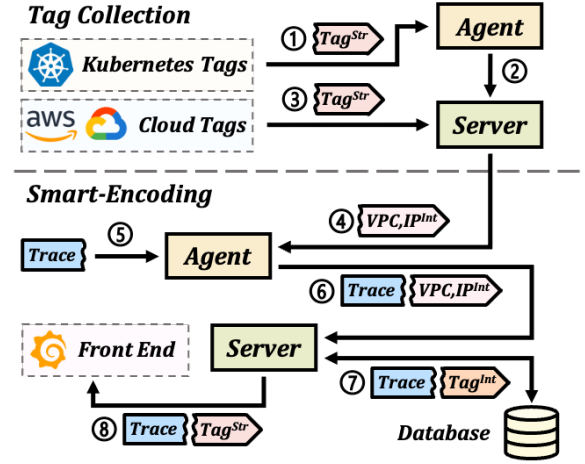 Tag Collection
① Tag^Str
Agent
Kubernetes Tags
②
③ Tag^Str
aws
Cloud Tags
Server
Smart-Encoding
④ VPC,IP^Int
⑤
Trace
Agent
⑥ Trace VPC,IP^Int
Front End
Server
⑦ Trace Tag^Int
⑧ Trace Tag^Str
Database